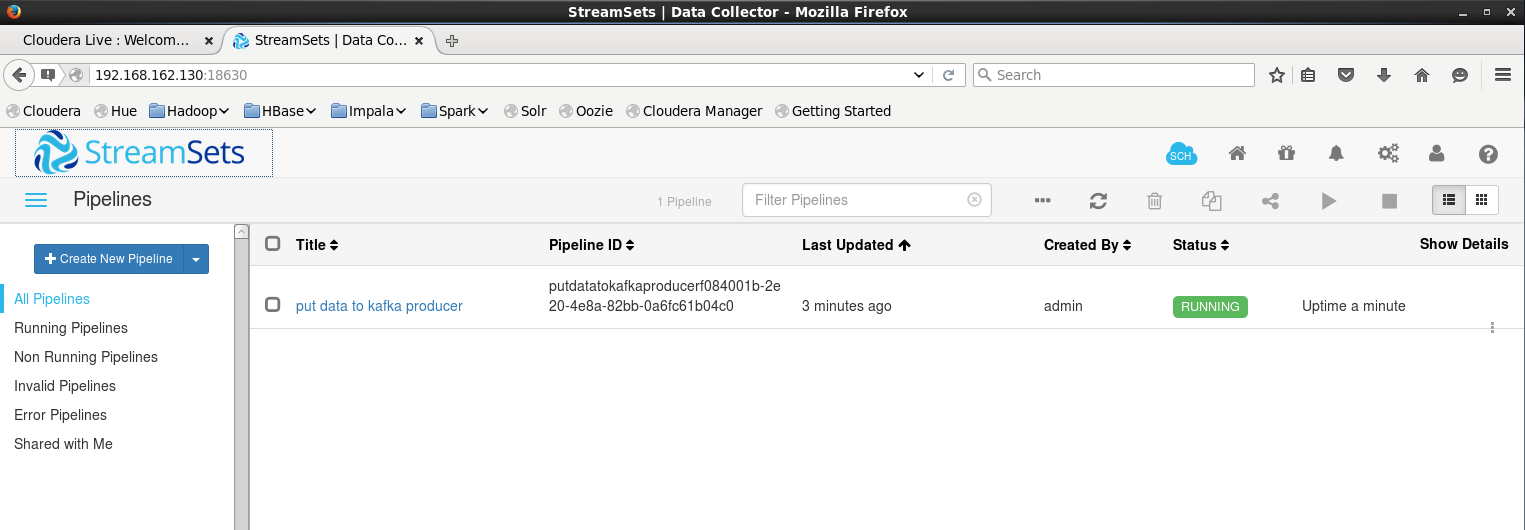 StreamSets | Data Collector - Mozilla Firefox
Cloudera Live : Welcom...
StreamSets | Data Co...
192.168.162.130:18630
Search
Cloudera Hue Hadoop HBase Impala Spark Solr Oozie Cloudera Manager Getting Started
StreamSets
SCH
Pipelines
1 Pipeline
Filter Pipelines
Create New Pipeline
All Pipelines
Running Pipelines
Non Running Pipelines
Invalid Pipelines
Error Pipelines
Shared with Me
Title Pipeline ID Last Updated Created By Status Show Details
put data to kafka producer
putdatatokafkaproducerf084001b-2e
20-4e8a-82bb-0a6fc61b04c0
3 minutes ago
admin
RUNNING
Uptime a minute